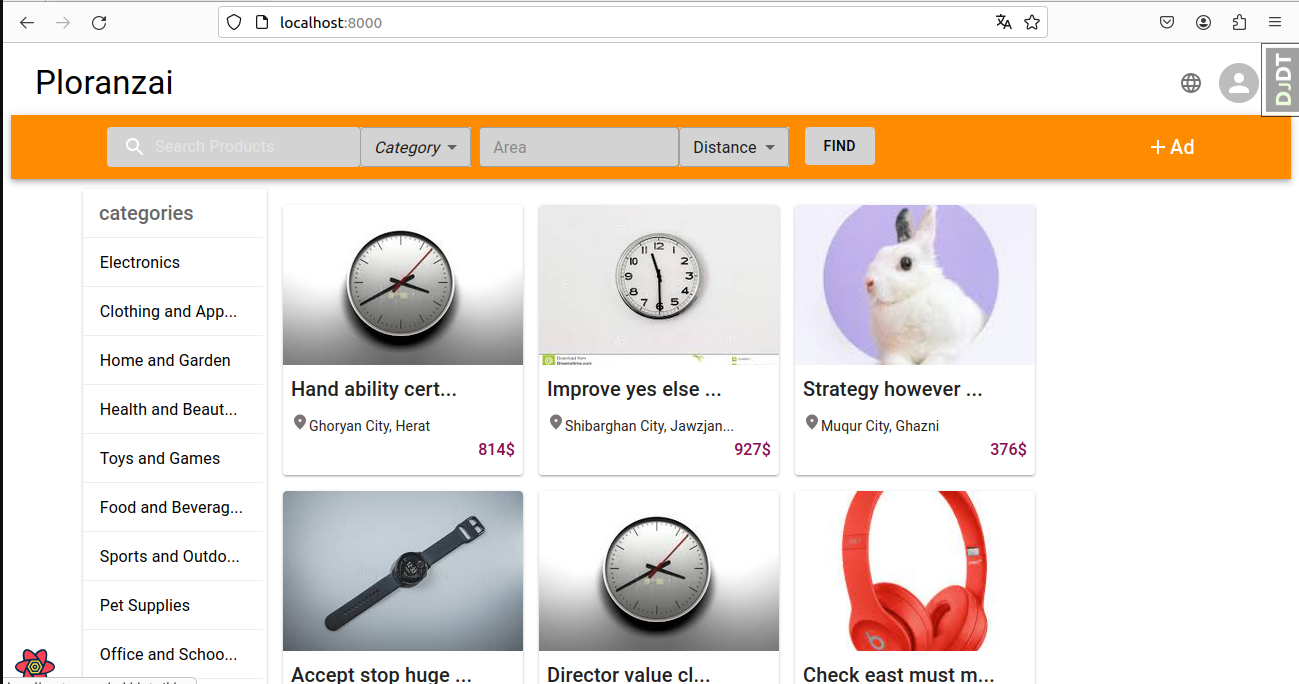 localhost:8000
Ploranzai
DJDT
Search Products
Category
Area
Distance
FIND
+ Ad
categories
Electronics
Clothing and App...
Home and Garden
Health and Beaut...
Toys and Games
Food and Beverag...
Sports and Outdo...
Pet Supplies
Office and Schoo...
Hand ability cert...
Ghoryan City, Herat
814$
Improve yes else ...
Shibarghan City, Jawzjan...
927$
Strategy however ...
Muqur City, Ghazni
376$
Accept stop huge ...
Director value cl...
Check east must m...